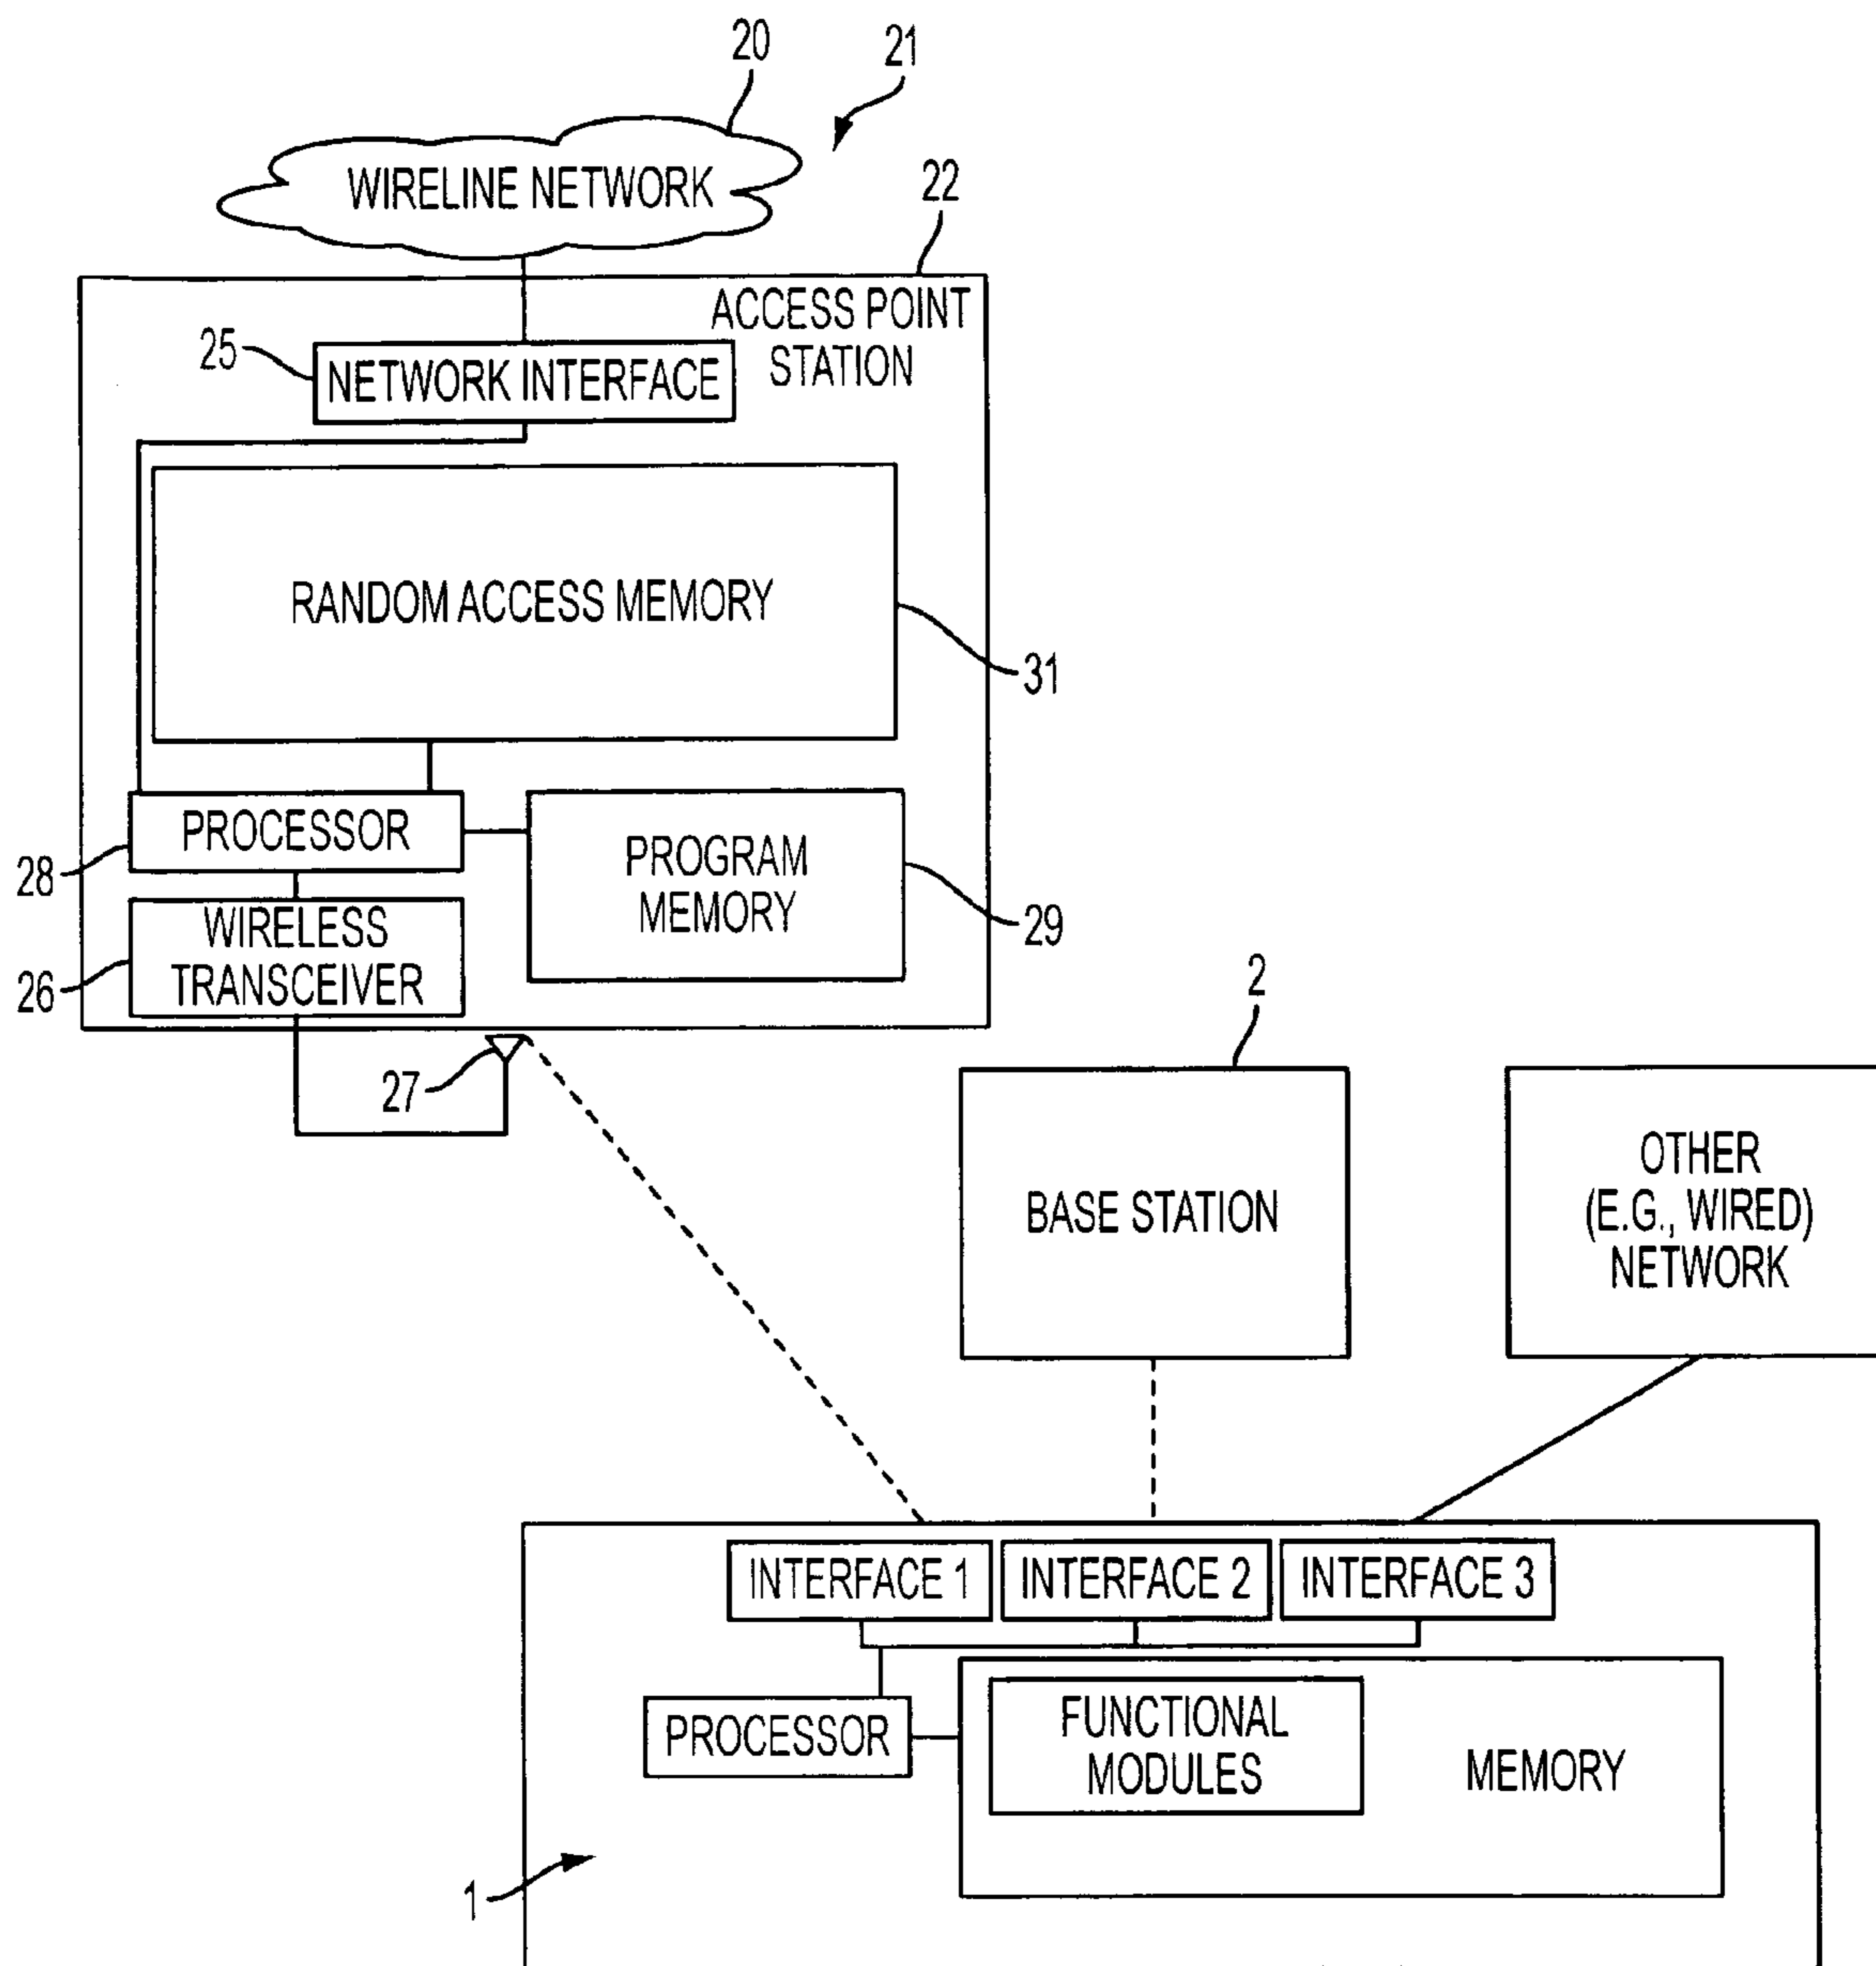 20
21
WIRELINE NETWORK
22
ACCESS POINT
STATION
25
NETWORK INTERFACE
RANDOM ACCESS MEMORY
31
PROCESSOR
28
PROGRAM
MEMORY
29
WIRELESS
TRANSCEIVER
26
27
2
BASE STATION
OTHER
(E.G., WIRED)
NETWORK
INTERFACE 1
INTERFACE 2
INTERFACE 3
PROCESSOR
FUNCTIONAL
MODULES
MEMORY
1